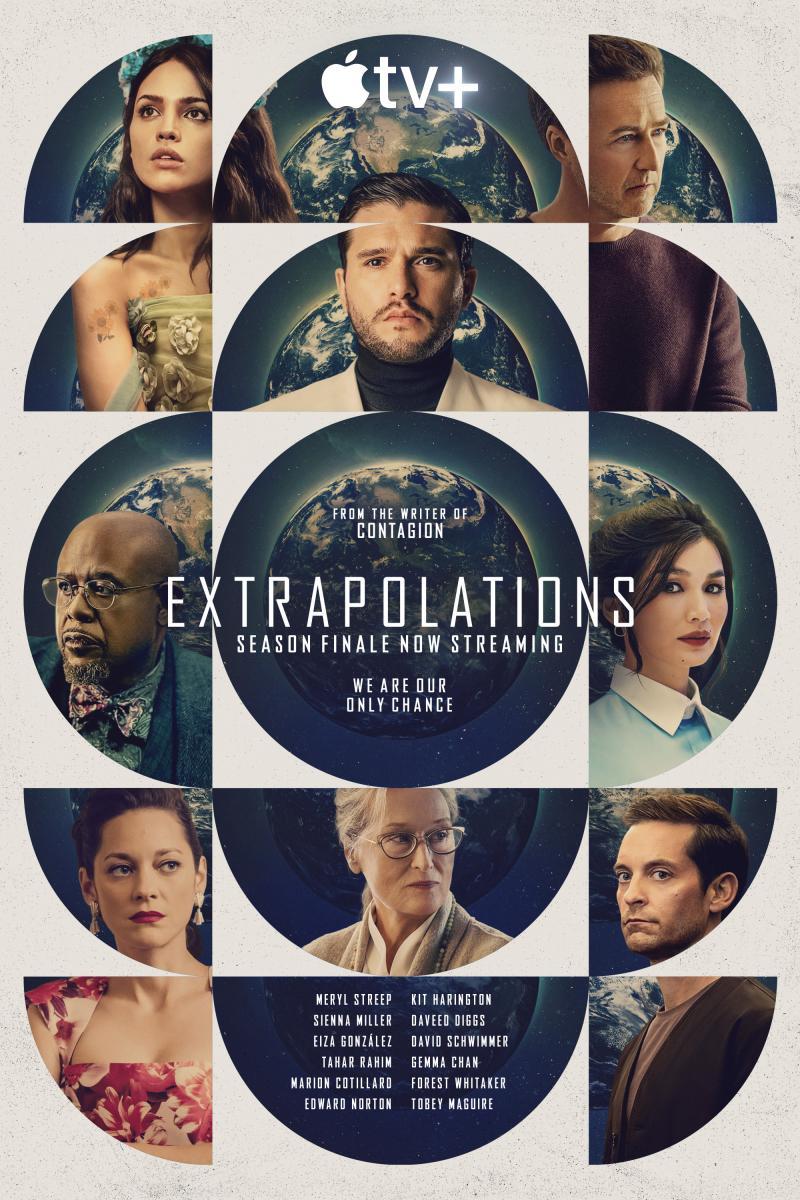 tv+
FROM THE WRITER OF
CONTAGION
EXTRAPOLATIONS
SEASON FINALE NOW STREAMING
WE ARE OUR
ONLY CHANCE
MERYL STREEP KIT HARINGTON
SIENNA MILLER DAVEED DIGGS
EIZA GONZÁLEZ DAVID SCHWIMMER
TAHAR RAHIM GEMMA CHAN
MARION COTILLARD FOREST WHITAKER
EDWARD NORTON TOBEY MAGUIRE